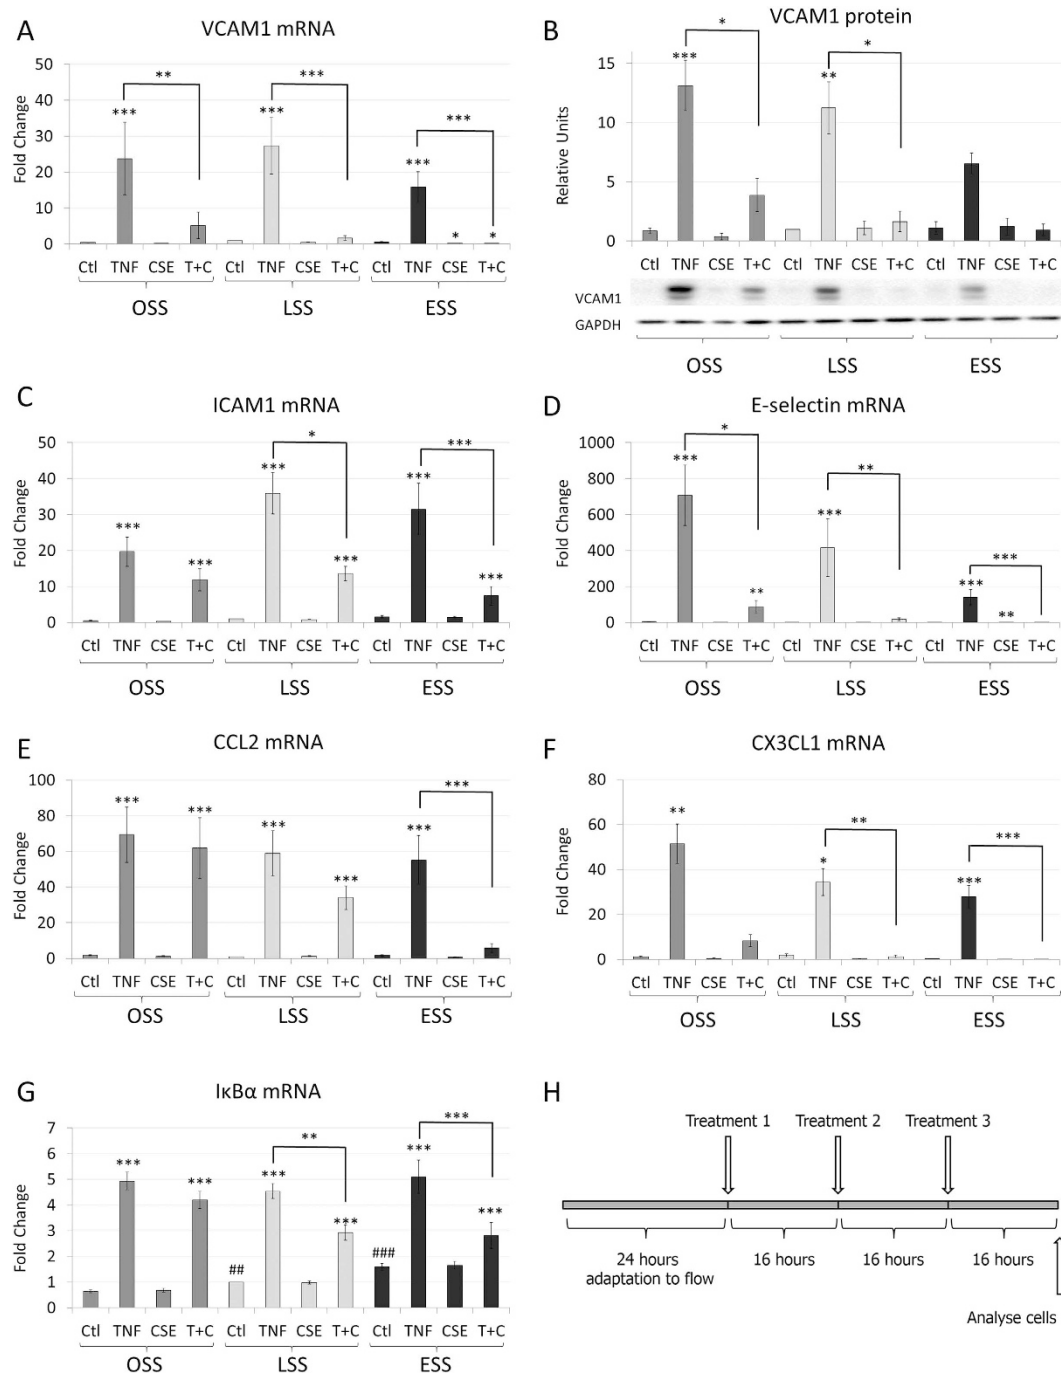 A
VCAM1 mRNA
Fold Change
50
40
30
20
10
0
*** ** *** *** *** *** * *
Ctl TNF CSE T+C Ctl TNF CSE T+C Ctl TNF CSE T+C
OSS LSS ESS
B
VCAM1 protein
Relative Units
15
10
5
0
*** * ** *
Ctl TNF CSE T+C Ctl TNF CSE T+C Ctl TNF CSE T+C
VCAM1
GAPDH
OSS LSS ESS
C
ICAM1 mRNA
Fold Change
50
40
30
20
10
0
*** *** *** * *** *** *** ***
Ctl TNF CSE T+C Ctl TNF CSE T+C Ctl TNF CSE T+C
OSS LSS ESS
D
E-selectin mRNA
Fold Change
1000
800
600
400
200
0
*** * ** *** ** *** *** **
Ctl TNF CSE T+C Ctl TNF CSE T+C Ctl TNF CSE T+C
OSS LSS ESS
E
CCL2 mRNA
Fold Change
100
80
60
40
20
0
*** *** *** *** *** ***
Ctl TNF CSE T+C Ctl TNF CSE T+C Ctl TNF CSE T+C
OSS LSS ESS
F
CX3CL1 mRNA
Fold Change
80
60
40
20
0
** * ** *** ***
Ctl TNF CSE T+C Ctl TNF CSE T+C Ctl TNF CSE T+C
OSS LSS ESS
G
IκBα mRNA
Fold Change
7
6
5
4
3
2
1
0
*** *** ## *** ** *** ### *** *** ***
Ctl TNF CSE T+C Ctl TNF CSE T+C Ctl TNF CSE T+C
OSS LSS ESS
H
Treatment 1 Treatment 2 Treatment 3
24 hours 16 hours 16 hours 16 hours
adaptation to flow
Analyse cells